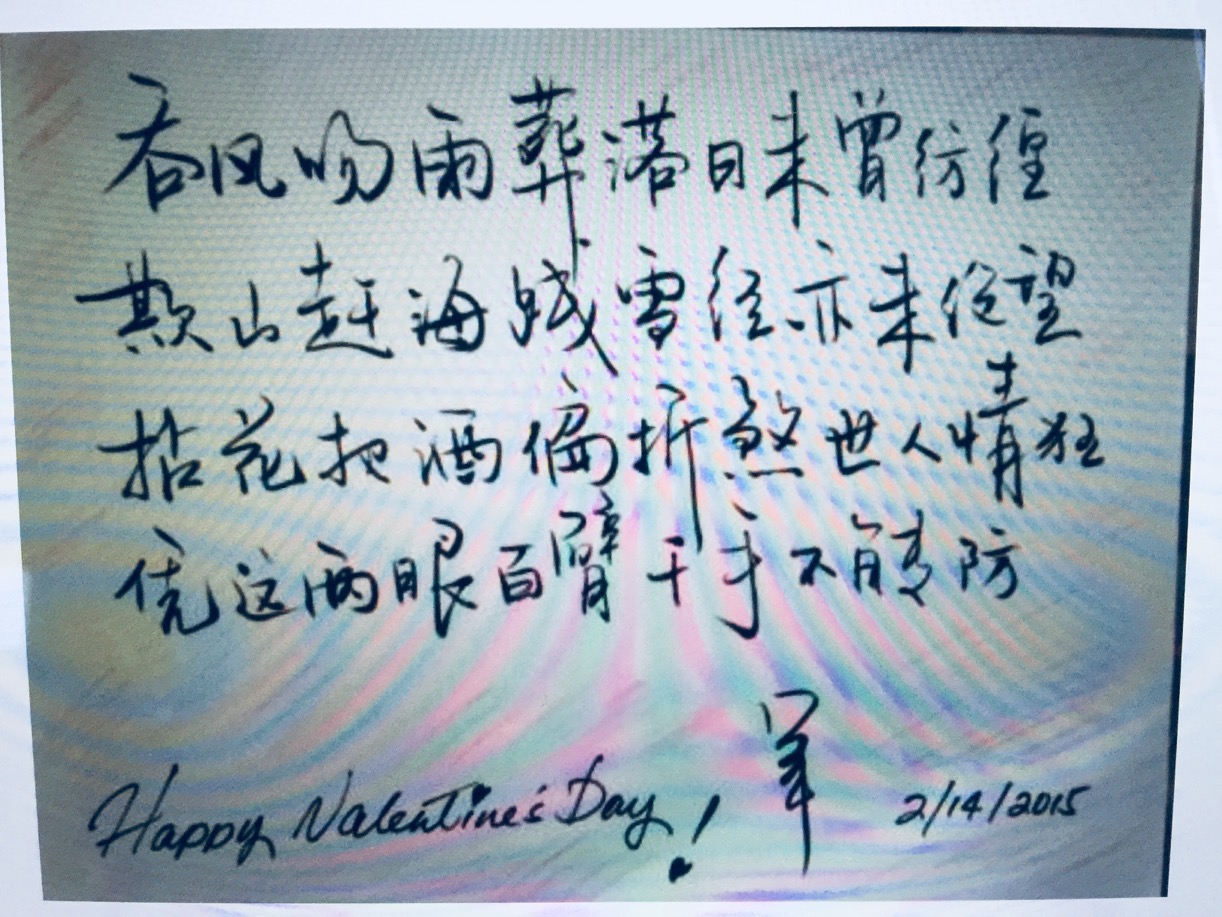 吞风吻雨葬落日未曾彷徨
欺山赶海践雪径亦未绝望
拈花把酒偏折煞世人情狂
凭这两眼百臂千手不能防
Happy Valentine's Day! 2/14/2015